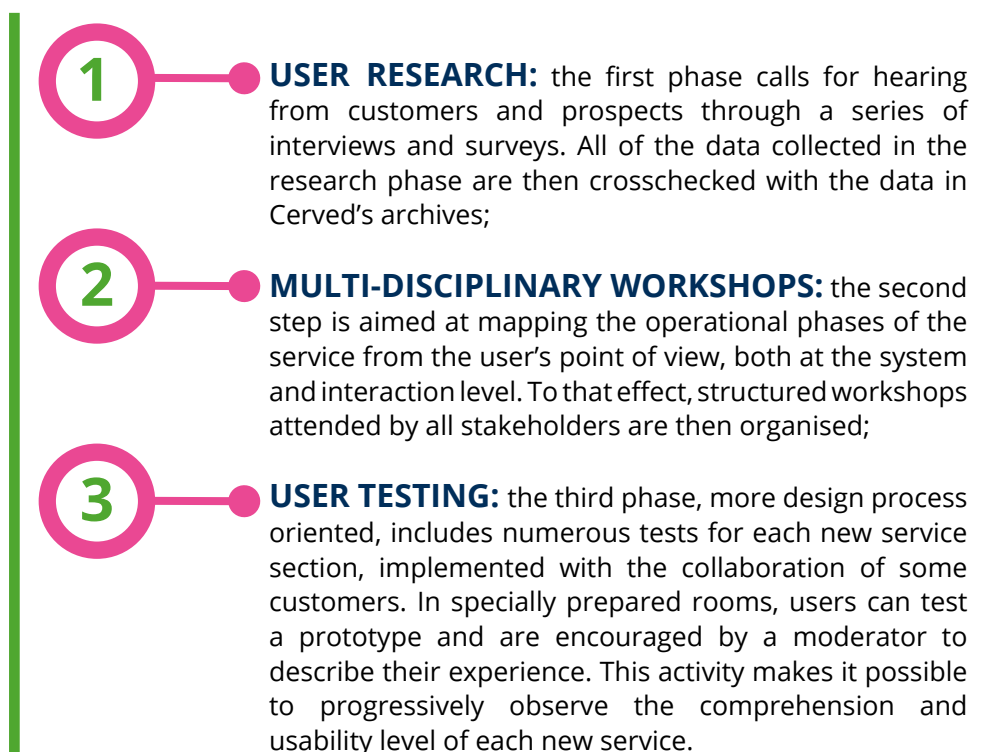 1
USER RESEARCH: the first phase calls for hearing
from customers and prospects through a series of
interviews and surveys. All of the data collected in the
research phase are then crosschecked with the data in
Cerved’s archives;
2
MULTI-DISCIPLINARY WORKSHOPS: the second
step is aimed at mapping the operational phases of the
service from the user’s point of view, both at the system
and interaction level. To that effect, structured workshops
attended by all stakeholders are then organised;
3
USER TESTING: the third phase, more design process
oriented, includes numerous tests for each new service
section, implemented with the collaboration of some
customers. In specially prepared rooms, users can test
a prototype and are encouraged by a moderator to
describe their experience. This activity makes it possible
to progressively observe the comprehension and
usability level of each new service.